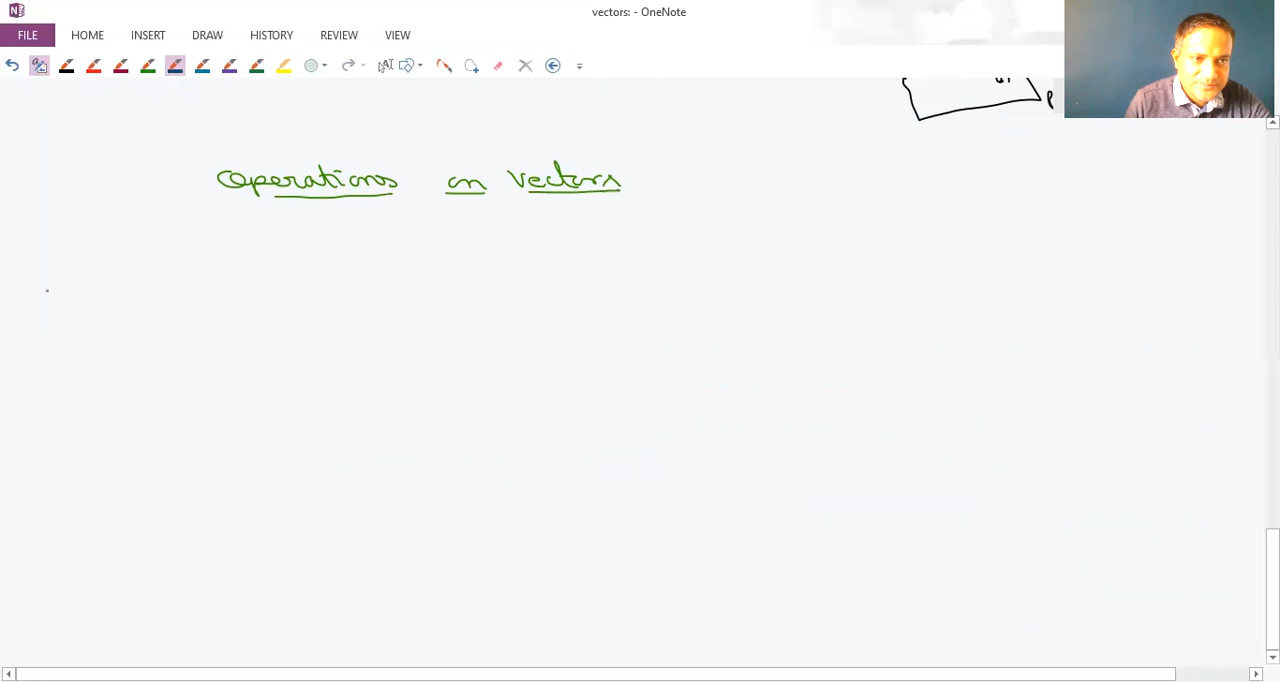 vectors: - OneNote
FILE HOME INSERT DRAW HISTORY REVIEW VIEW
P
Operations on Vectors